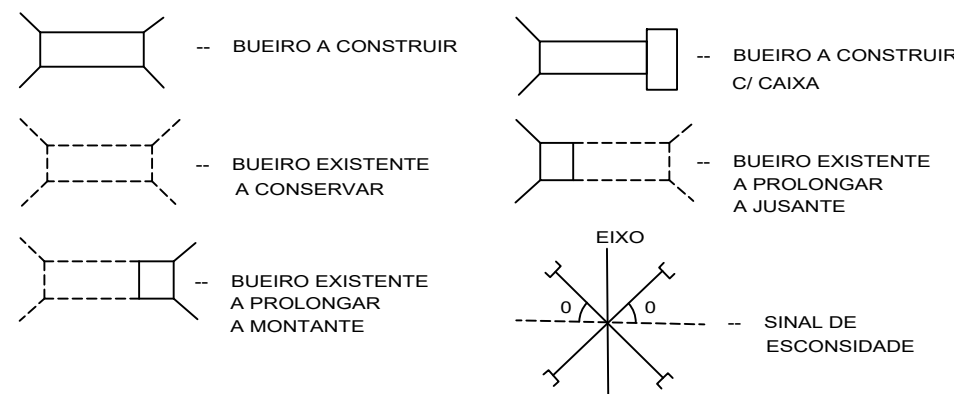 -- BUEIRO A CONSTRUIR
-- BUEIRO A CONSTRUIR
C/ CAIXA
-- BUEIRO EXISTENTE
A CONSERVAR
-- BUEIRO EXISTENTE
A PROLONGAR
A JUSANTE
-- BUEIRO EXISTENTE
A PROLONGAR
A MONTANTE
EIXO
0 0
-- SINAL DE
ESCONSIDADE